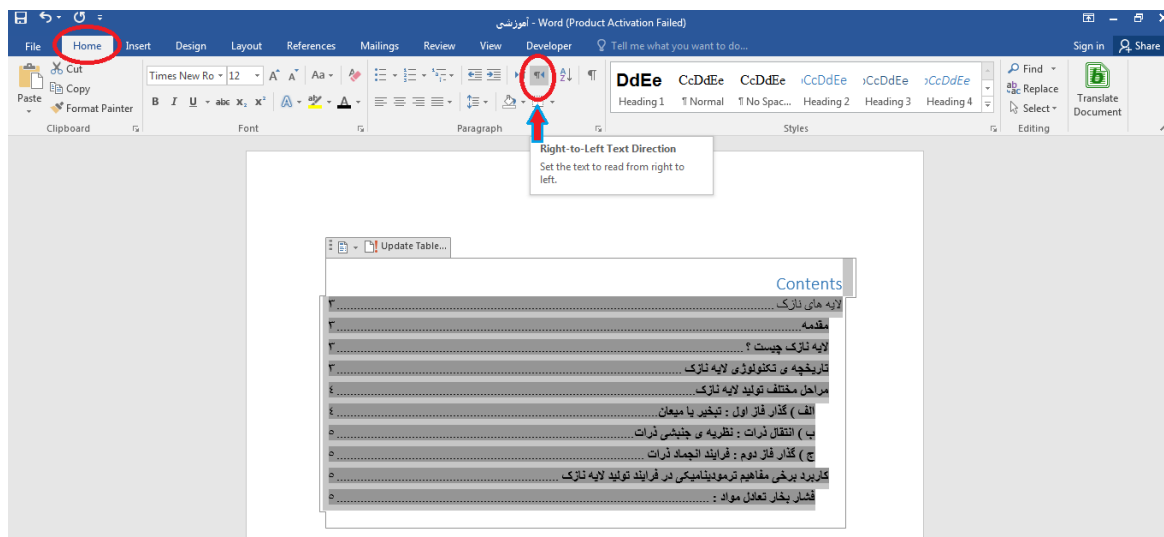 آموزشی - Word (Product Activation Failed)
File Home Insert Design Layout References Mailings Review View Developer Tell me what you want to do... Sign in Share
Paste
Cut
Copy
Format Painter
Clipboard
Times New Ro 12 A A Aa
B I U abc X₂ X² A aby A
Font
Paragraph
DdEe CcDdEe CcDdEe CcDdEe CcDdEe CcDdEe
Heading 1 ¶ Normal ¶ No Spac... Heading 2 Heading 3 Heading 4
Styles
Find
Replace
Select
Editing
Translate
Document
Right-to-Left Text Direction
Set the text to read from right to
left.
Update Table...
Contents
لایه های نازک ........ ۳
مقدمه ........ ۳
لایه نازک چیست ؟ ........ ۳
تاریخچه ی تکنولوژی لایه نازک ........ ۳
مراحل مختلف تولید لایه نازک ........ ٤
الف ) گذار فاز اول : تبخیر یا میعان ........ ٤
ب ) انتقال ذرات : نظریه ی جنبشی ذرات ........ ٥
ج ) گذار فاز دوم : فرایند انجماد ذرات ........ ٥
کاربرد برخی مفاهیم ترمودینامیکی در فرایند تولید لایه نازک ........ ٥
فشار بخار تعادل مواد : ........ ٥